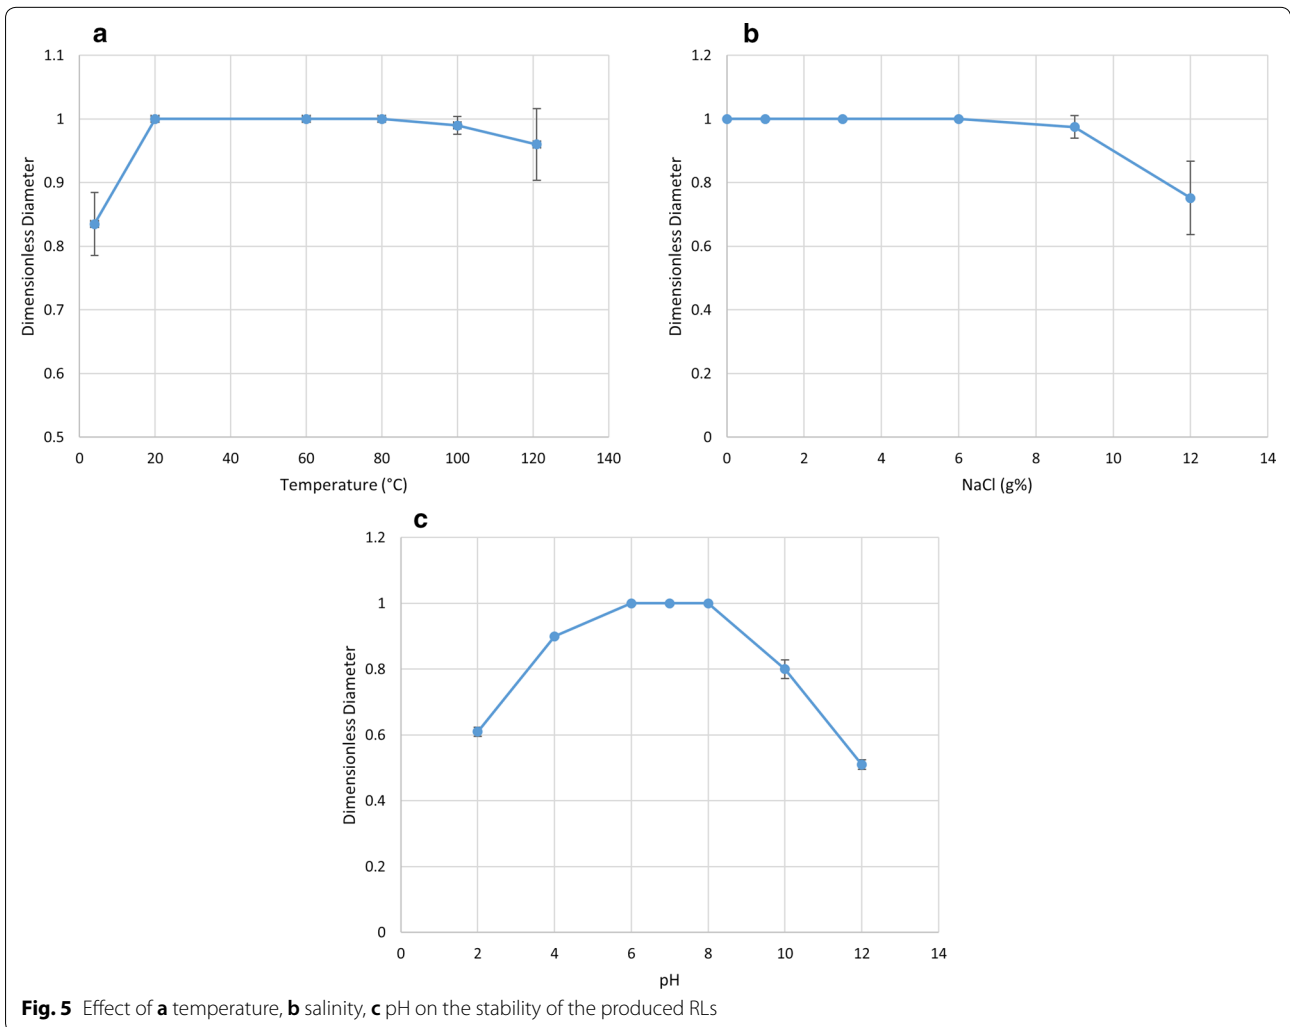 a
1.1
1
0.9
0.8
0.7
0.6
0.5
Dimensionless Diameter
0 20 40 60 80 100 120 140
Temperature (°C)
b
1.2
1
0.8
0.6
0.4
0.2
0
Dimensionless Diameter
0 2 4 6 8 10 12 14
NaCl (g%)
c
1.2
1
0.8
0.6
0.4
0.2
0
Dimensionless Diameter
0 2 4 6 8 10 12 14
pH
Fig. 5 Effect of a temperature, b salinity, c pH on the stability of the produced RLs